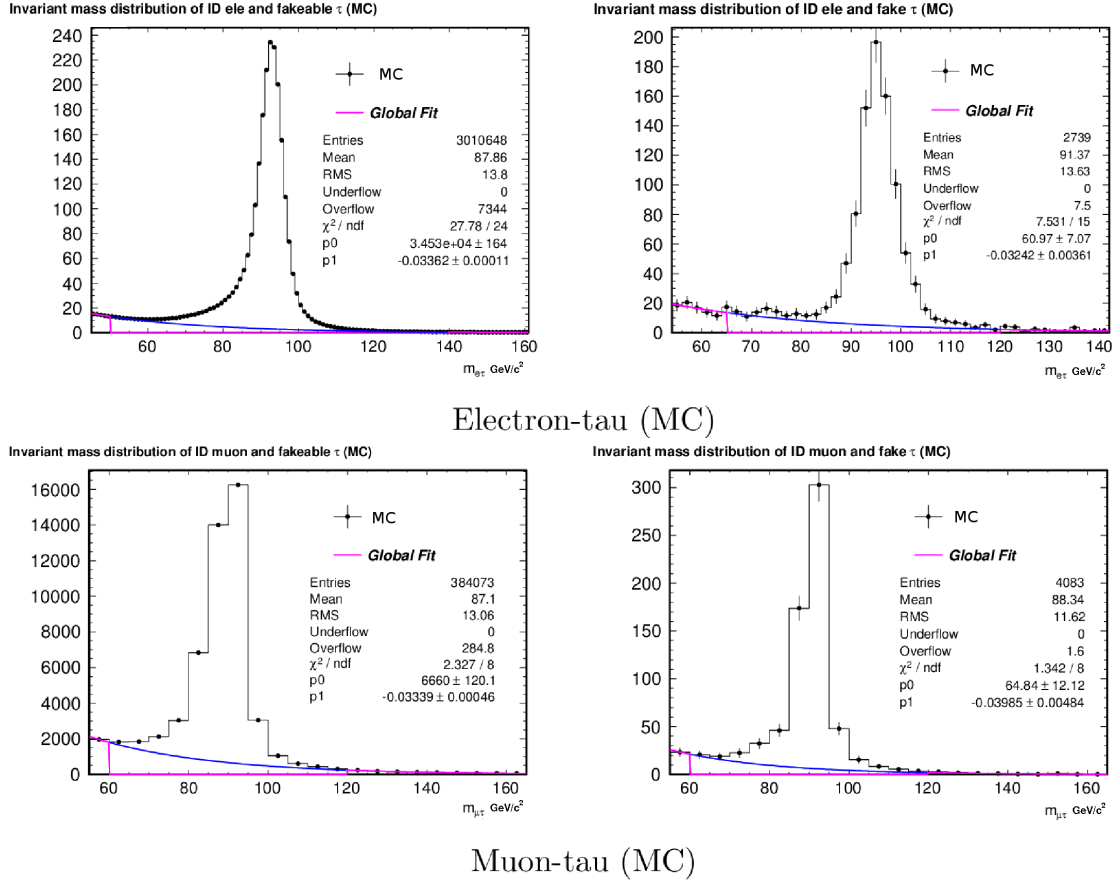 Invariant mass distribution of ID ele and fakeable τ (MC)
240
220
200
180
160
140
120
100
80
60
40
20
0
60 80 100 120 140 160
m_eτ GeV/c²
MC
Global Fit
Entries 3010648
Mean 87.86
RMS 13.8
Underflow 0
Overflow 7344
χ² / ndf 27.78 / 24
p0 3.453e+04 ± 164
p1 -0.03362 ± 0.00011
Invariant mass distribution of ID ele and fake τ (MC)
200
180
160
140
120
100
80
60
40
20
0
60 70 80 90 100 110 120 130 140
m_eτ GeV/c²
MC
Global Fit
Entries 2739
Mean 91.37
RMS 13.63
Underflow 0
Overflow 7.5
χ² / ndf 7.531 / 15
p0 60.97 ± 7.07
p1 -0.03242 ± 0.00361
Electron-tau (MC)
Invariant mass distribution of ID muon and fakeable τ (MC)
16000
14000
12000
10000
8000
6000
4000
2000
0
60 80 100 120 140 160
m_μτ GeV/c²
MC
Global Fit
Entries 384073
Mean 87.1
RMS 13.06
Underflow 0
Overflow 284.8
χ² / ndf 2.327 / 8
p0 6660 ± 120.1
p1 -0.03339 ± 0.00046
Invariant mass distribution of ID muon and fake τ (MC)
300
250
200
150
100
50
0
60 80 100 120 140 160
m_μτ GeV/c²
MC
Global Fit
Entries 4083
Mean 88.34
RMS 11.62
Underflow 0
Overflow 1.6
χ² / ndf 1.342 / 8
p0 64.84 ± 12.12
p1 -0.03985 ± 0.00484
Muon-tau (MC)